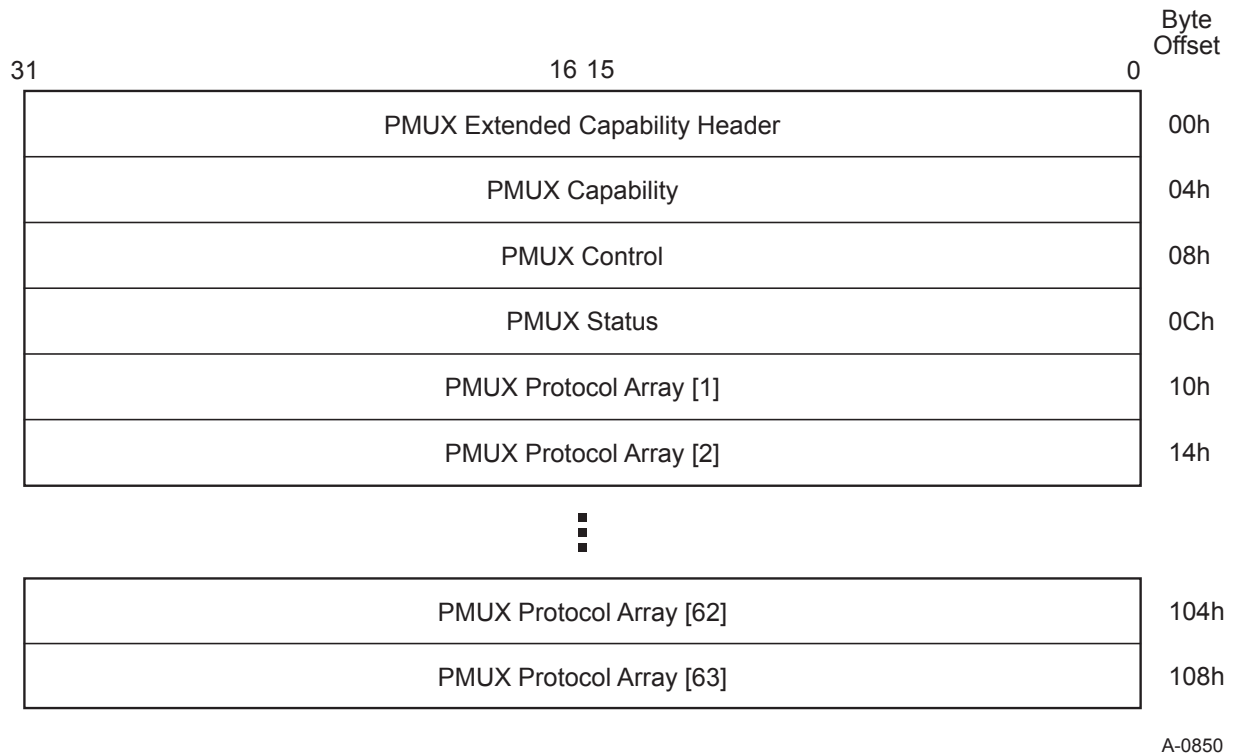 Byte
Offset
31 16 15 0
PMUX Extended Capability Header 00h
PMUX Capability 04h
PMUX Control 08h
PMUX Status 0Ch
PMUX Protocol Array [1] 10h
PMUX Protocol Array [2] 14h
PMUX Protocol Array [62] 104h
PMUX Protocol Array [63] 108h
A-0850